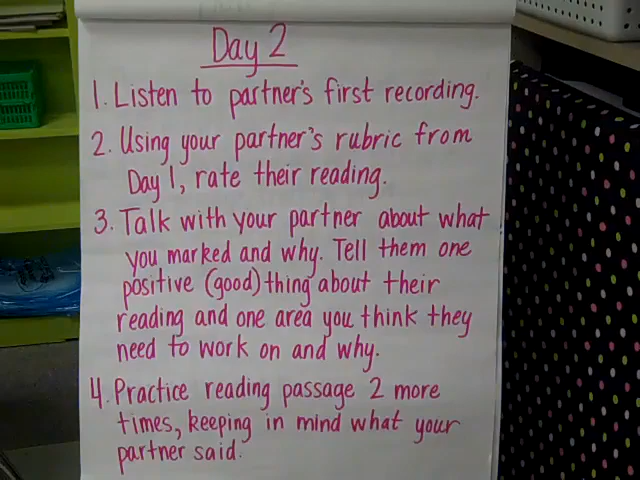 Day 2
1. Listen to partner's first recording.
2. Using your partner's rubric from
Day 1, rate their reading.
3. Talk with your partner about what
you marked and why. Tell them one
positive (good) thing about their
reading and one area you think they
need to work on and why.
4. Practice reading passage 2 more
times, keeping in mind what your
partner said.